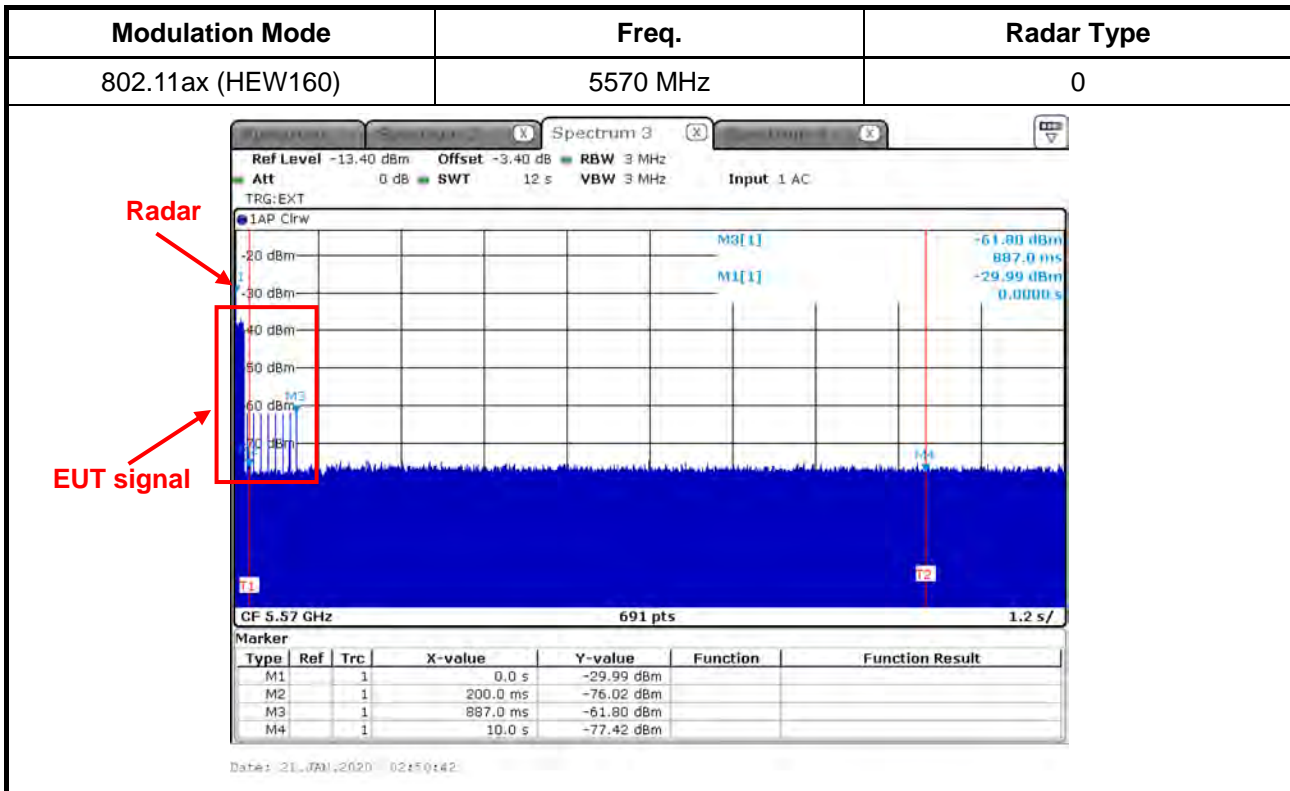 Modulation Mode Freq. Radar Type
802.11ax (HEW160) 5570 MHz 0
Spectrum 3
Ref Level -13.40 dBm Offset -3.40 dB RBW 3 MHz
Att 0 dB SWT 12 s VBW 3 MHz Input 1 AC
TRG:EXT
1AP Clrw
Radar
M3[1] -61.80 dBm
-20 dBm 887.0 ms
M1[1] -29.99 dBm
-30 dBm 0.0000 s
-40 dBm
-50 dBm
M3
-60 dBm
-70 dBm
M4
EUT signal
T1 T2
CF 5.57 GHz 691 pts 1.2 s/
Marker
Type Ref Trc X-value Y-value Function Function Result
M1 1 0.0 s -29.99 dBm
M2 1 200.0 ms -76.02 dBm
M3 1 887.0 ms -61.80 dBm
M4 1 10.0 s -77.42 dBm
Date: 21.JAN.2020 02:50:42